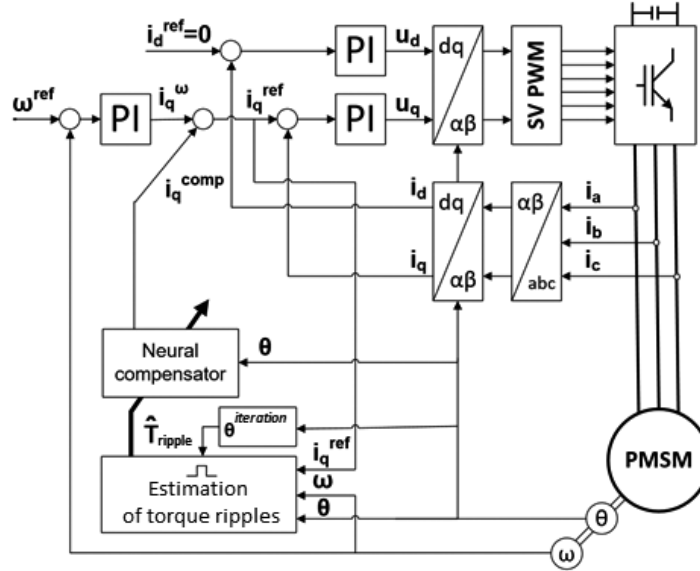 i_d^ref=0
PI
u_d
dq
αβ
SV PWM
ω^ref
PI
i_q^ω
i_q^ref
PI
u_q
i_q^comp
i_d
i_q
dq
αβ
αβ
abc
i_a
i_b
i_c
Neural
compensator
θ
T̂_ripple
θ^iteration
i_q^ref
ω
θ
Estimation
of torque ripples
PMSM
θ
ω